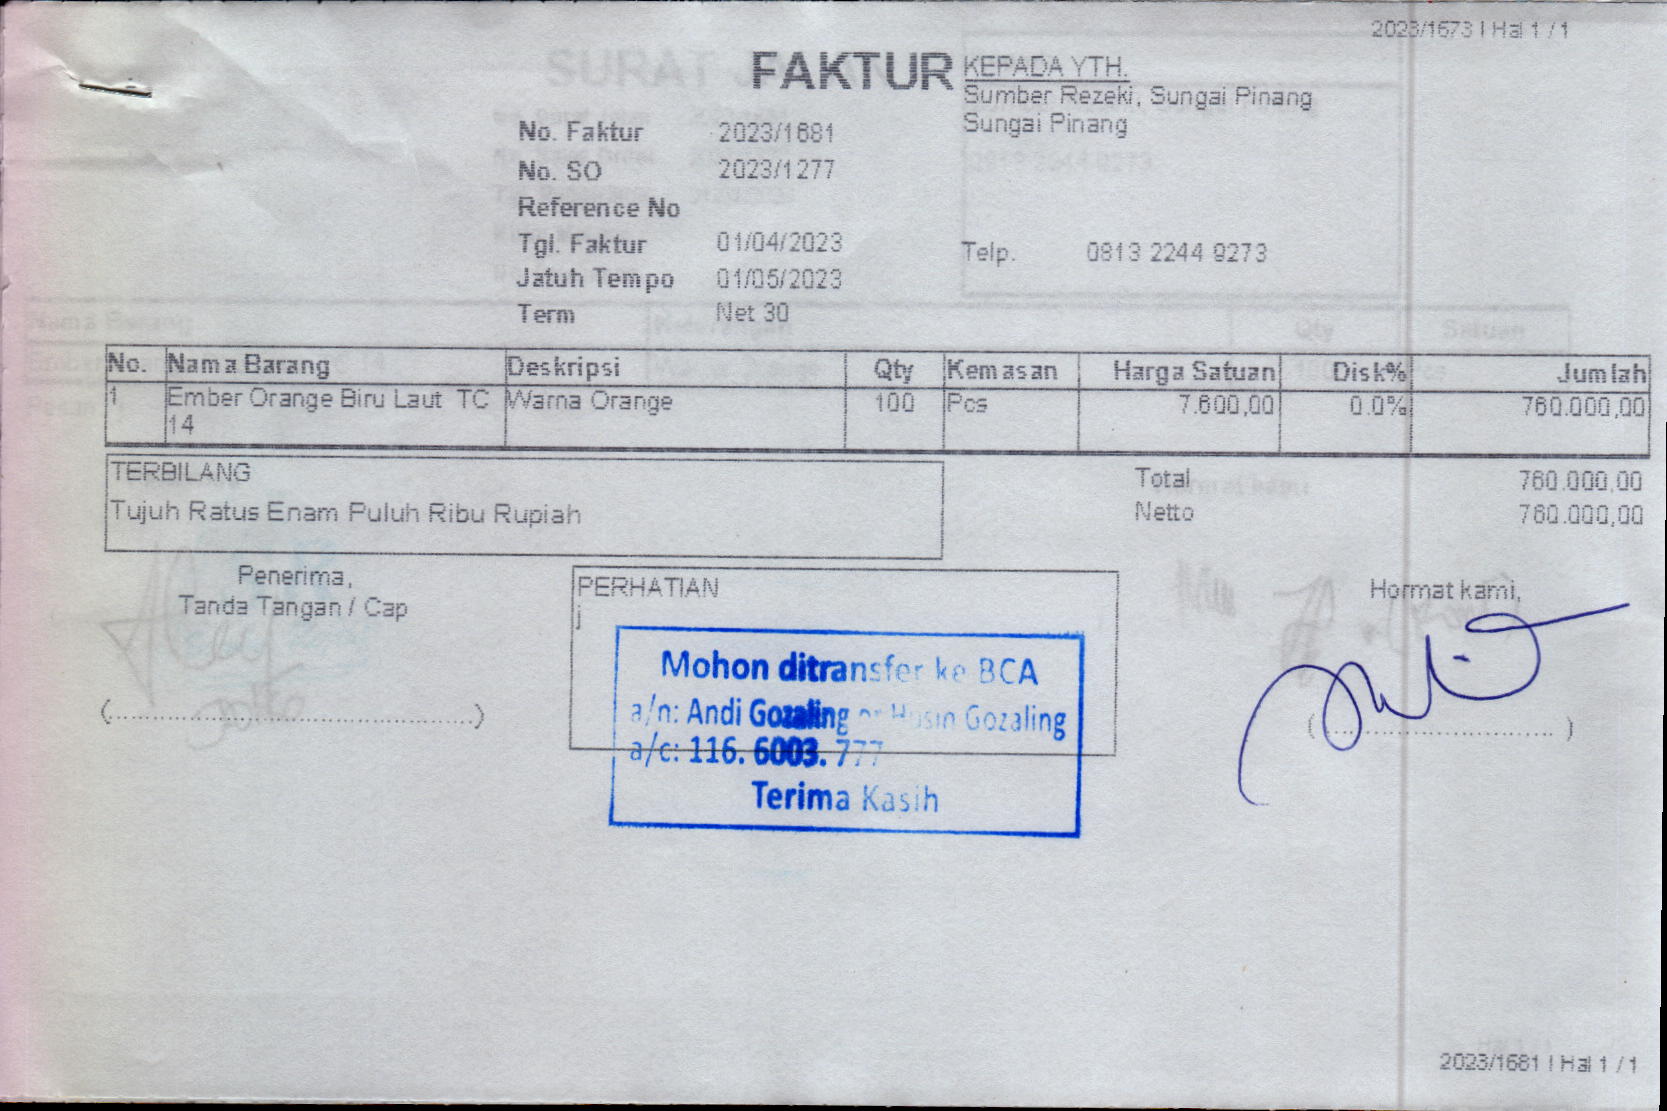 2023/1673 | Hal 1 / 1
FAKTUR
KEPADA YTH.
Sumber Rezeki, Sungai Pinang
Sungai Pinang
No. Faktur 2023/1681
No. SO 2023/1277
Reference No
Tgl. Faktur 01/04/2023
Telp. 0813 2244 9273
Jatuh Tempo 01/05/2023
Term Net 30
No. Nama Barang Deskripsi Qty Kemasan Harga Satuan Disk% Jumlah
1 Ember Orange Biru Laut TC Warna Orange 100 Pcs 7.600,00 0.0% 760.000,00
14
TERBILANG
Tujuh Ratus Enam Puluh Ribu Rupiah
Total 760.000,00
Netto 760.000,00
Penerima,
Tanda Tangan / Cap
(..................................................)
PERHATIAN
j
Mohon ditransfer ke BCA
a/n: Andi Gozaling or Husin Gozaling
a/c: 116. 6003. 777
Terima Kasih
Hormat kami,
(................................)
2023/1681 | Hal 1 / 1